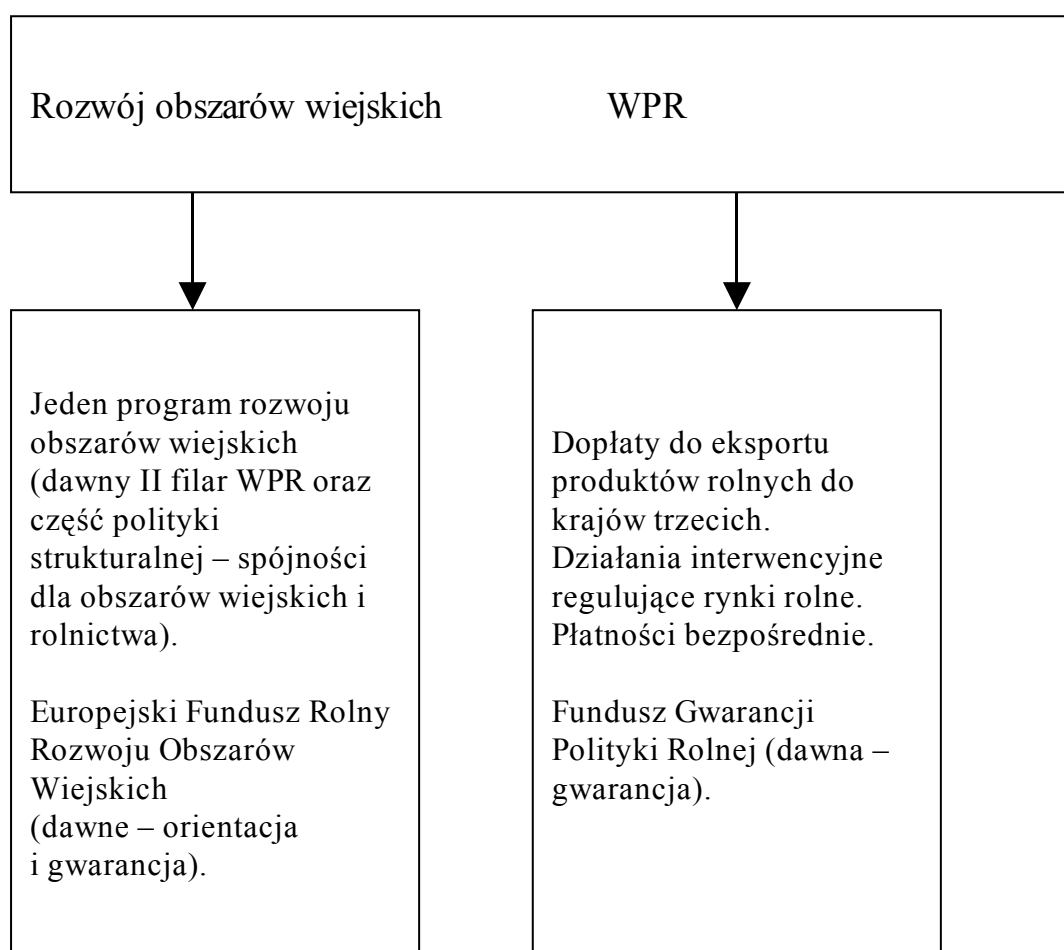 Rozwój obszarów wiejskich WPR
Jeden program rozwoju
obszarów wiejskich
(dawny II filar WPR oraz
część polityki
strukturalnej – spójności
dla obszarów wiejskich i
rolnictwa).
Europejski Fundusz Rolny
Rozwoju Obszarów
Wiejskich
(dawne – orientacja
i gwarancja).
Dopłaty do eksportu
produktów rolnych do
krajów trzecich.
Działania interwencyjne
regulujące rynki rolne.
Płatności bezpośrednie.
Fundusz Gwarancji
Polityki Rolnej (dawna –
gwarancja).